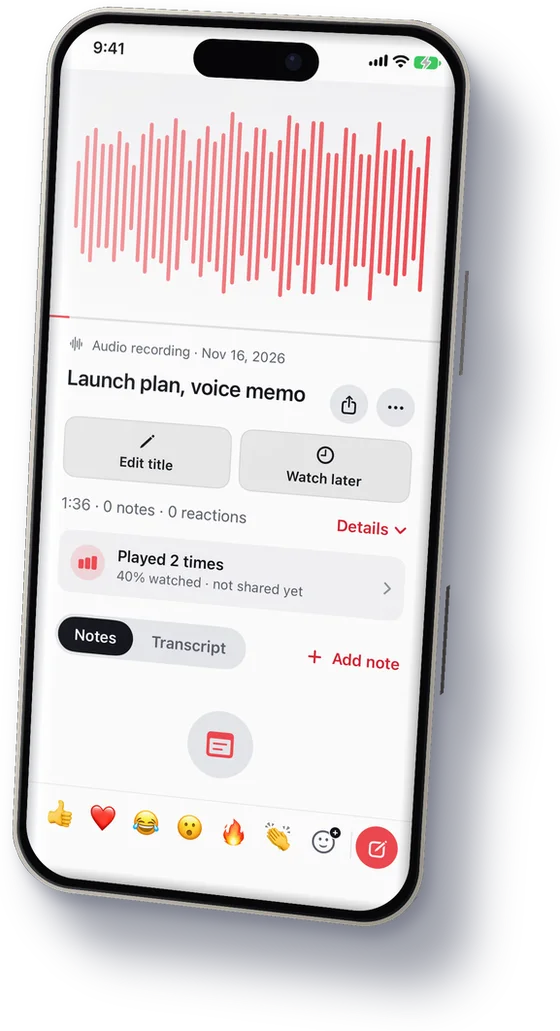 9:41
Audio recording · Nov 16, 2026
Launch plan, voice memo
Edit title
Watch later
1:36 · 0 notes · 0 reactions
Details
Played 2 times
40% watched · not shared yet
Notes
Transcript
+ Add note